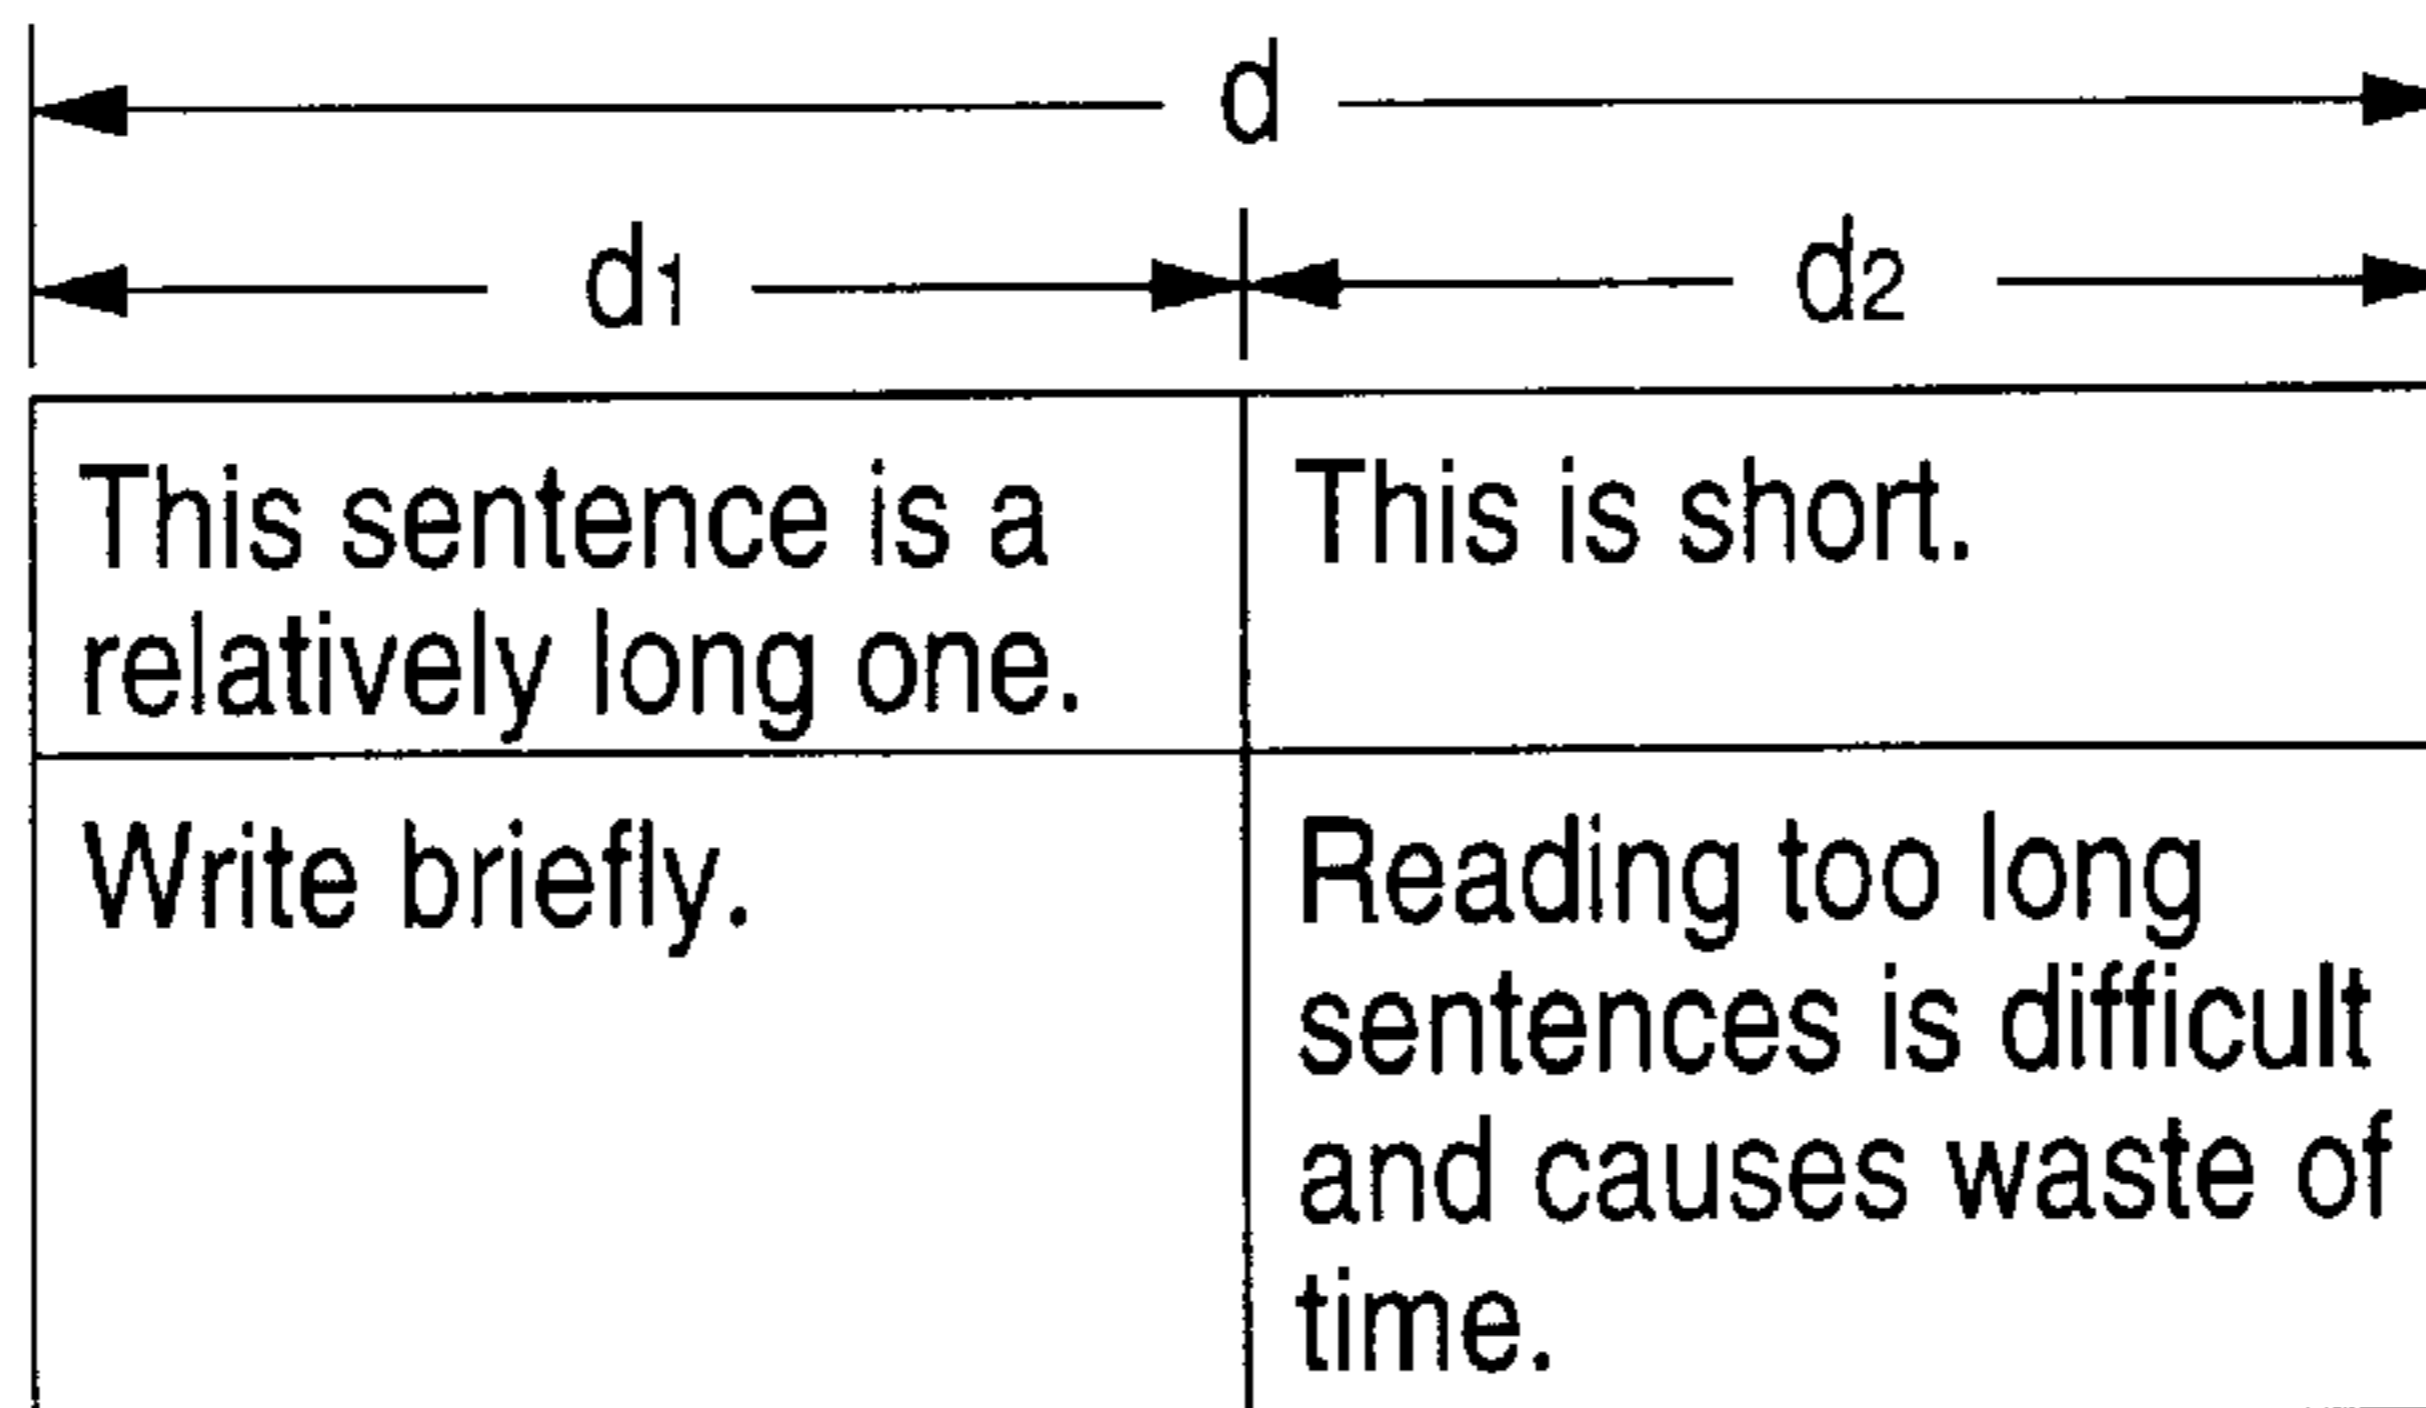 d
d1 d2
This sentence is a
relatively long one.
This is short.
Write briefly.
Reading too long
sentences is difficult
and causes waste of
time.